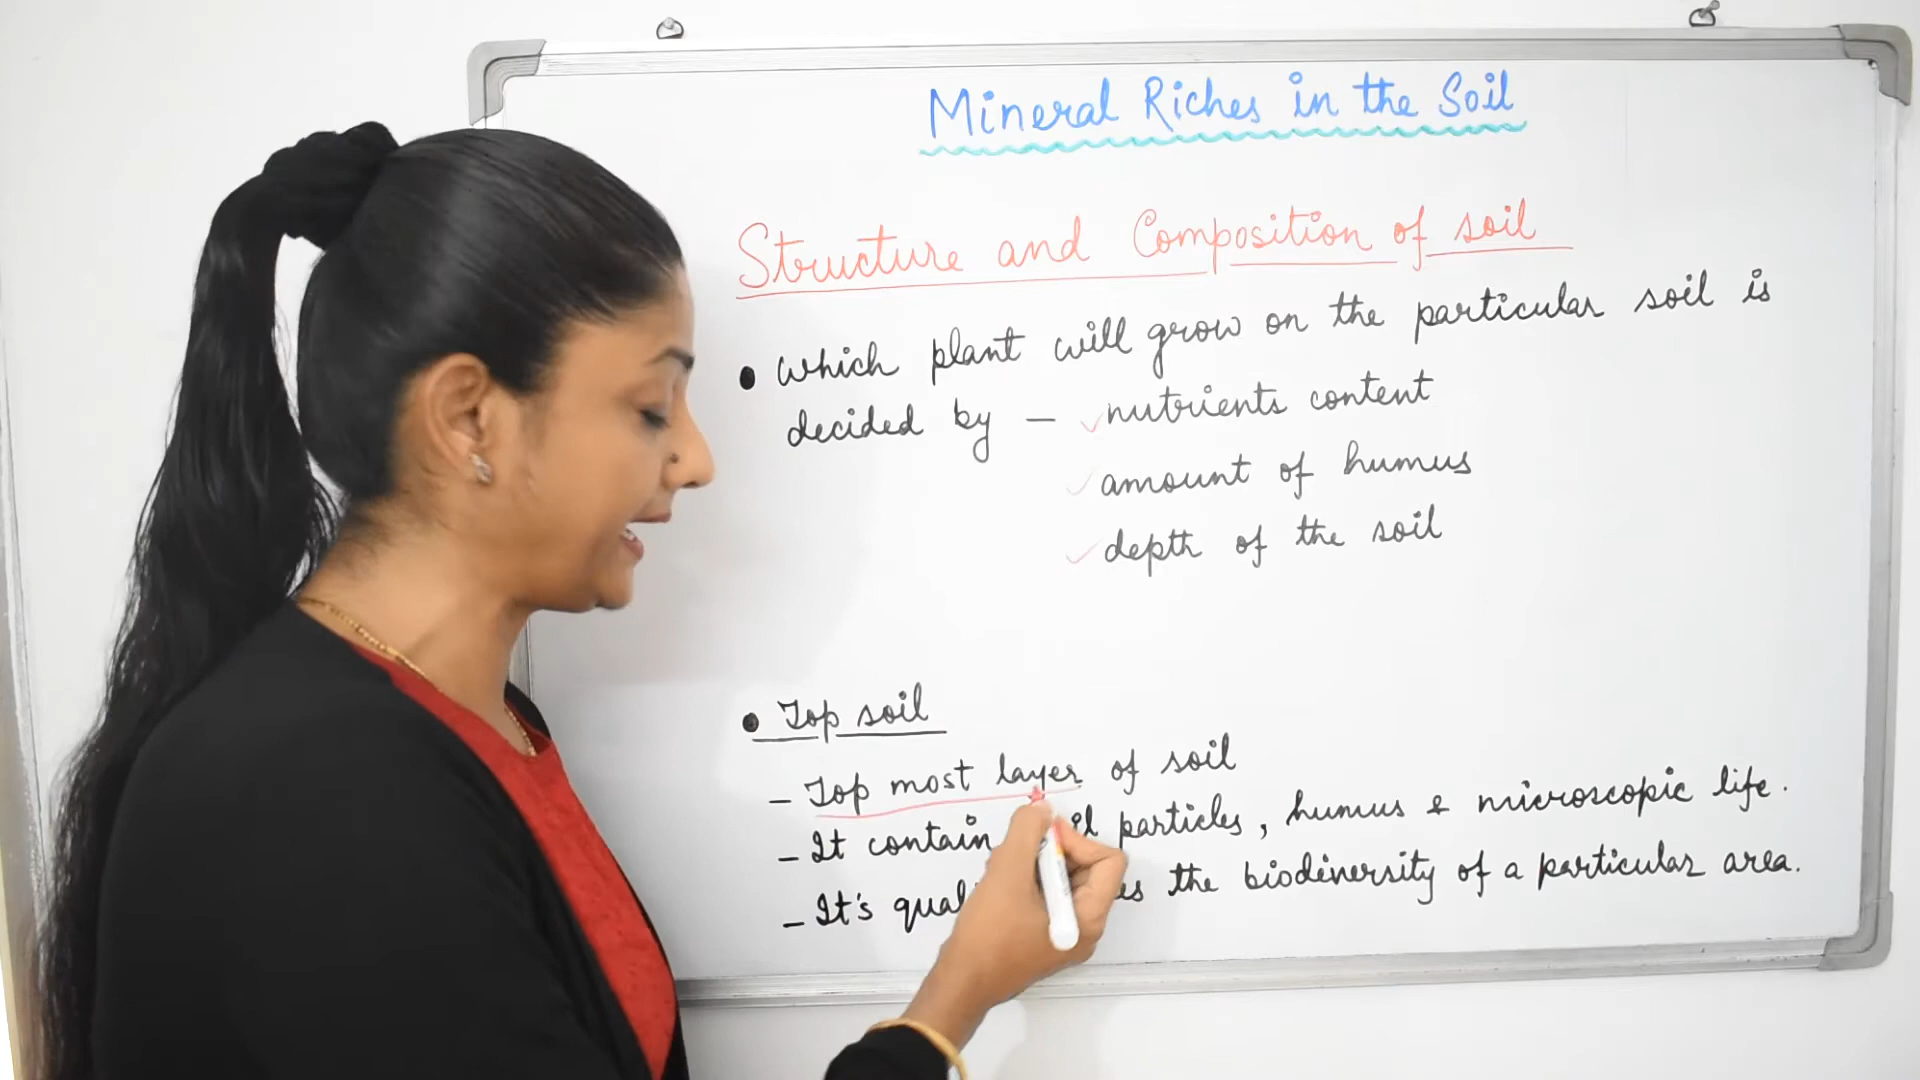 Mineral Riches in the Soil
Structure and Composition of soil
• Which plant will grow on the particular soil is
decided by - ✓ nutrients content
✓ amount of humus
✓ depth of the soil
• Top soil
- Top most layer of soil
- It contain particles, humus & microscopic life.
- It's the biodiversity of a particular area.